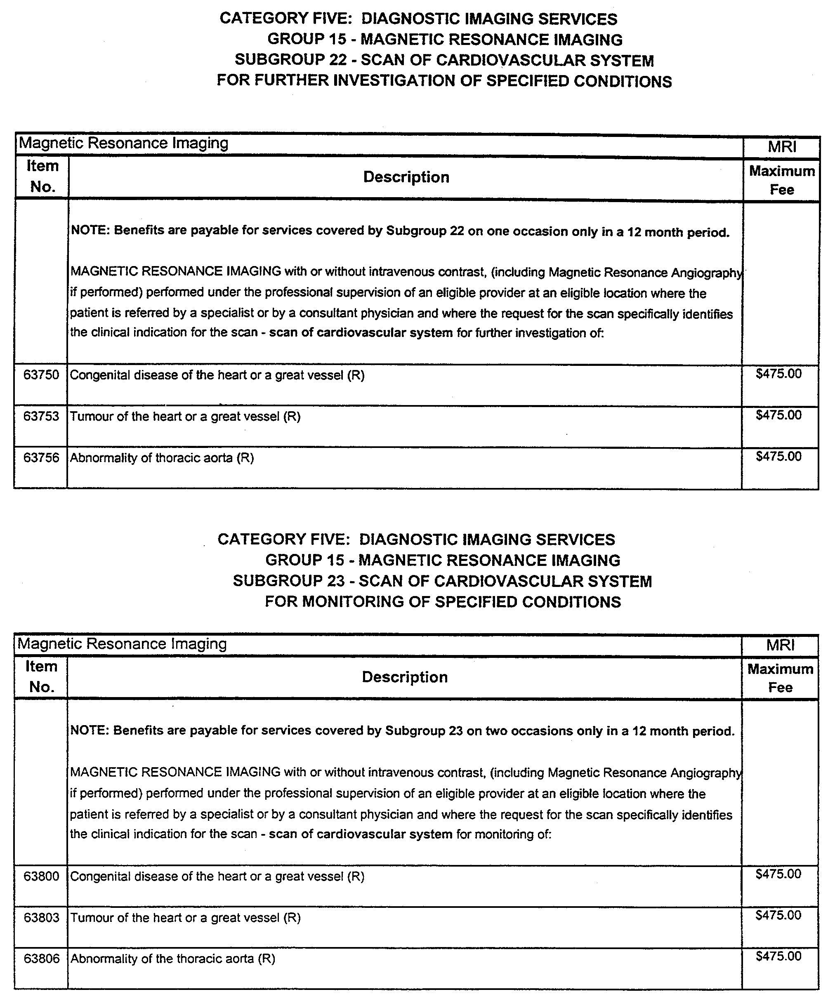 CATEGORY FIVE: DIAGNOSTIC IMAGING SERVICES
GROUP 15 - MAGNETIC RESONANCE IMAGING
SUBGROUP 22 - SCAN OF CARDIOVASCULAR SYSTEM
FOR FURTHER INVESTIGATION OF SPECIFIED CONDITIONS
Magnetic Resonance Imaging MRI
Item No. Description Maximum Fee
NOTE: Benefits are payable for services covered by Subgroup 22 on one occasion only in a 12 month period.
MAGNETIC RESONANCE IMAGING with or without intravenous contrast, (including Magnetic Resonance Angiography
if performed) performed under the professional supervision of an eligible provider at an eligible location where the
patient is referred by a specialist or by a consultant physician and where the request for the scan specifically identifies
the clinical indication for the scan - scan of cardiovascular system for further investigation of:
63750 Congenital disease of the heart or a great vessel (R) $475.00
63753 Tumour of the heart or a great vessel (R) $475.00
63756 Abnormality of thoracic aorta (R) $475.00
CATEGORY FIVE: DIAGNOSTIC IMAGING SERVICES
GROUP 15 - MAGNETIC RESONANCE IMAGING
SUBGROUP 23 - SCAN OF CARDIOVASCULAR SYSTEM
FOR MONITORING OF SPECIFIED CONDITIONS
Magnetic Resonance Imaging MRI
Item No. Description Maximum Fee
NOTE: Benefits are payable for services covered by Subgroup 23 on two occasions only in a 12 month period.
MAGNETIC RESONANCE IMAGING with or without intravenous contrast, (including Magnetic Resonance Angiography
if performed) performed under the professional supervision of an eligible provider at an eligible location where the
patient is referred by a specialist or by a consultant physician and where the request for the scan specifically identifies
the clinical indication for the scan - scan of cardiovascular system for monitoring of:
63800 Congenital disease of the heart or a great vessel (R) $475.00
63803 Tumour of the heart or a great vessel (R) $475.00
63806 Abnormality of the thoracic aorta (R) $475.00